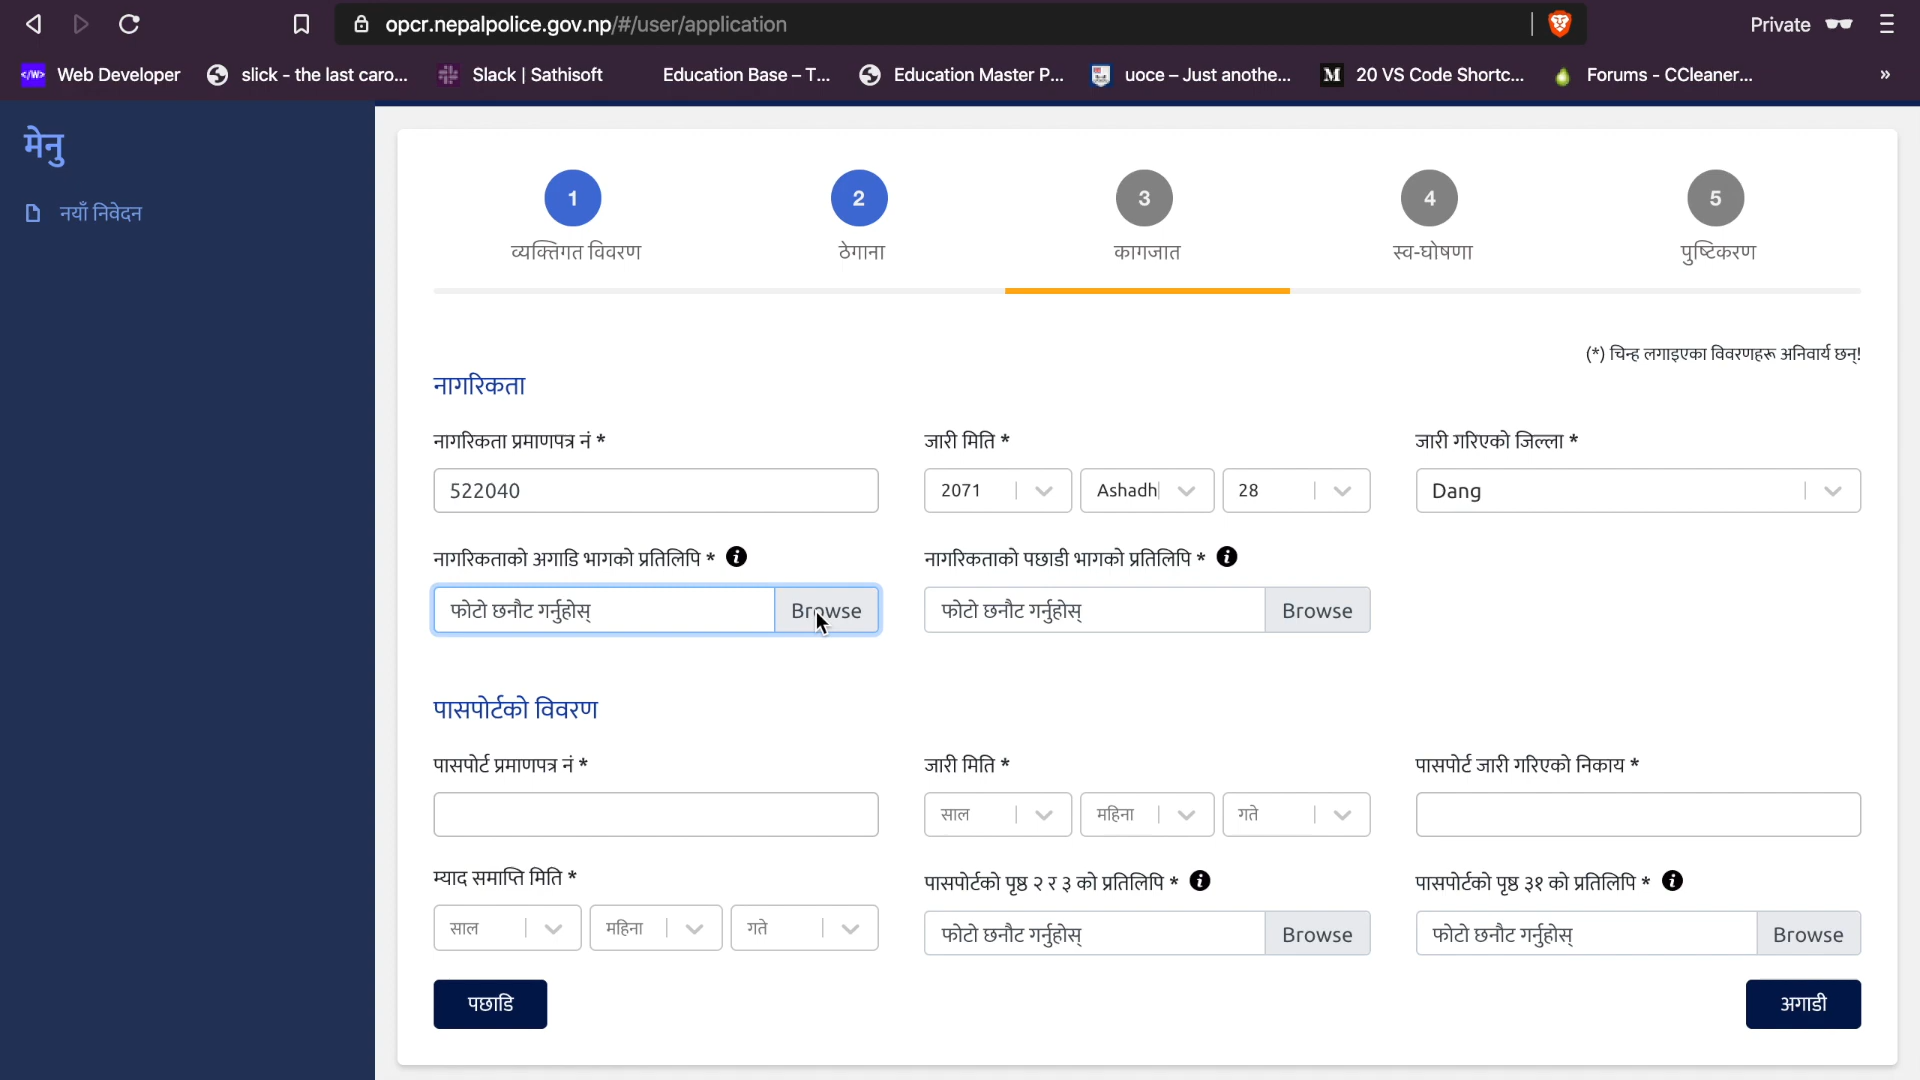 opcr.nepalpolice.gov.np/#/user/application
Private
Web Developer
slick - the last caro...
Slack | Sathisoft
Education Base – T...
Education Master P...
uoce – Just anothe...
M
20 VS Code Shortc...
Forums - CCleaner...
»
मेनु
नयाँ निवेदन
1
2
3
4
5
व्यक्तिगत विवरण
ठेगाना
कागजात
स्व-घोषणा
पुष्टिकरण
(*) चिन्ह लगाइएका विवरणहरू अनिवार्य छन्!
नागरिकता
नागरिकता प्रमाणपत्र नं *
जारी मिति *
जारी गरिएको जिल्ला *
522040
2071
Ashadh
28
Dang
नागरिकताको अगाडि भागको प्रतिलिपि *
नागरिकताको पछाडी भागको प्रतिलिपि *
फोटो छनौट गर्नुहोस्
Browse
फोटो छनौट गर्नुहोस्
Browse
पासपोर्टको विवरण
पासपोर्ट प्रमाणपत्र नं *
जारी मिति *
पासपोर्ट जारी गरिएको निकाय *
साल
महिना
गते
म्याद समाप्ति मिति *
पासपोर्टको पृष्ठ २ र ३ को प्रतिलिपि *
पासपोर्टको पृष्ठ ३१ को प्रतिलिपि *
साल
महिना
गते
फोटो छनौट गर्नुहोस्
Browse
फोटो छनौट गर्नुहोस्
Browse
पछाडि
अगाडी